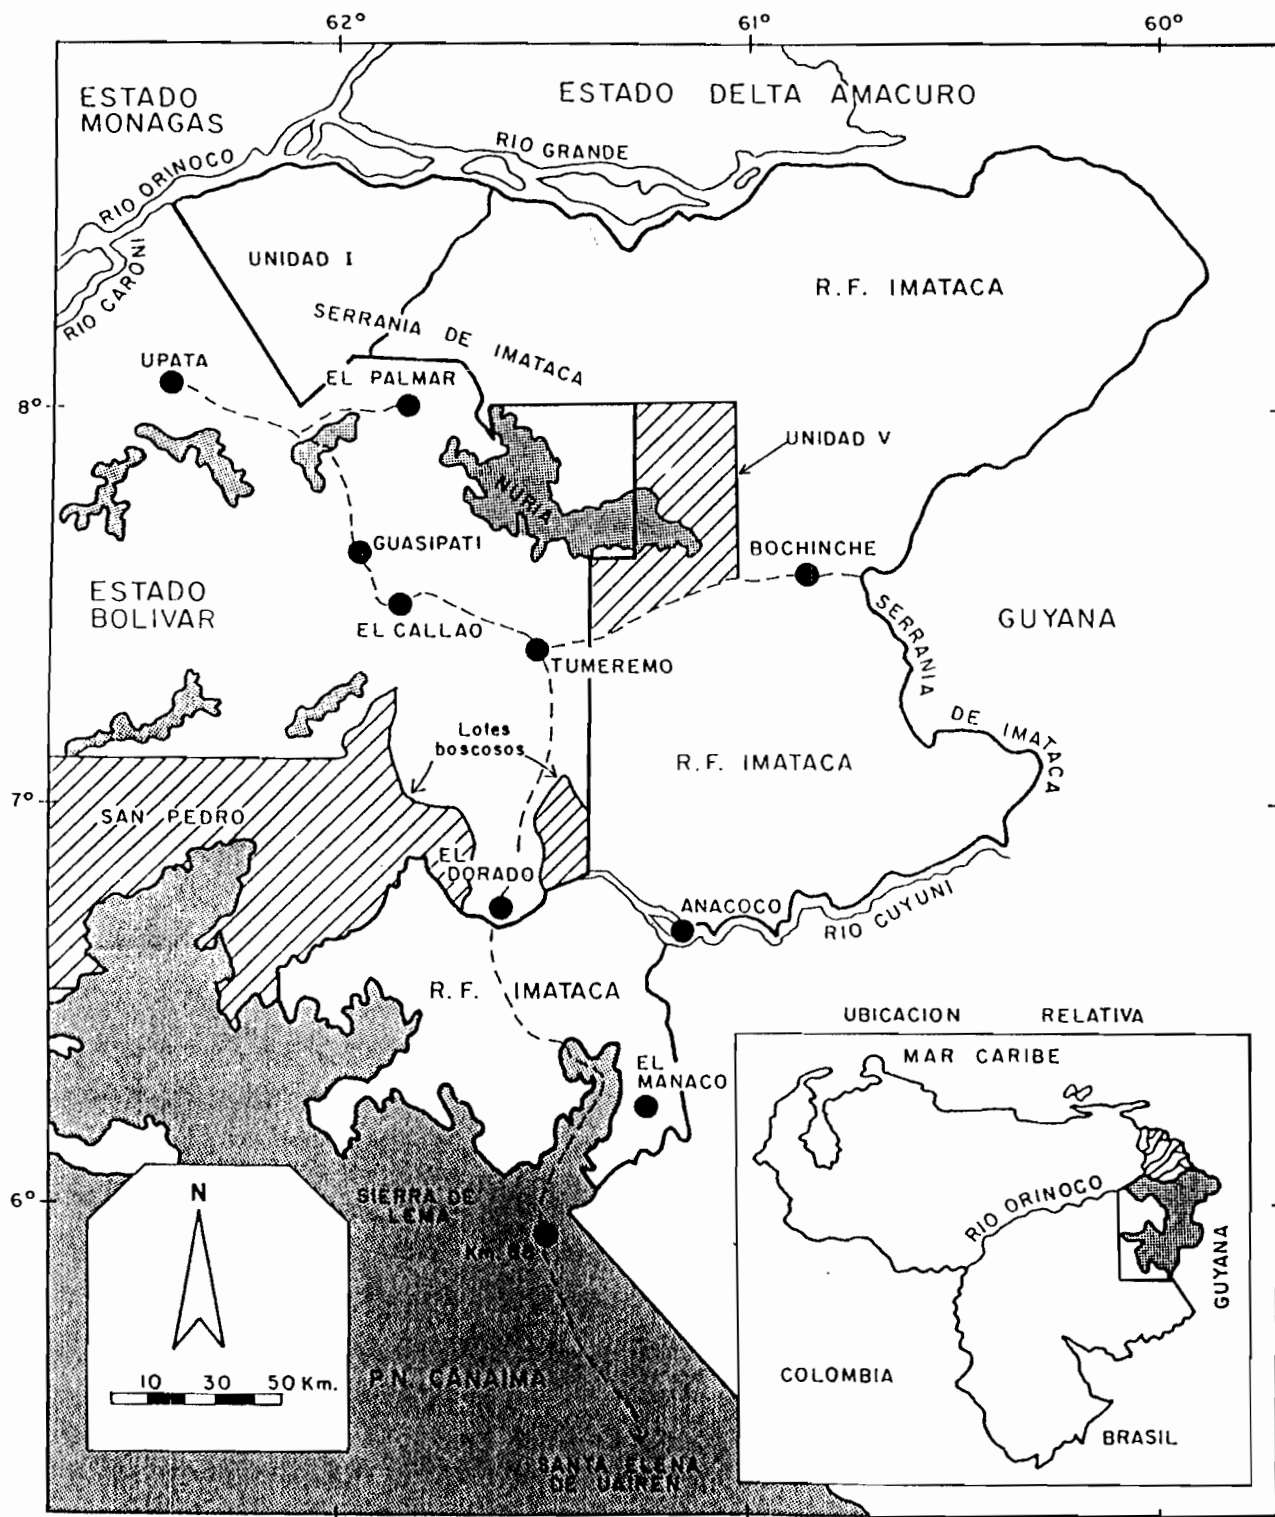 62°
61°
60°
ESTADO
MONAGAS
ESTADO DELTA AMACURO
RIO GRANDE
RIO ORINOCO
RIO CARONI
UNIDAD I
R.F. IMATACA
SERRANIA DE IMATACA
UPATA
EL PALMAR
8°
UNIDAD V
NURIA
GUASIPATI
BOCHINCHE
ESTADO
BOLIVAR
EL CALLAO
GUYANA
SERRANIA
DE IMATACA
TUMEREMO
Lotes
boscosos
R.F. IMATACA
7°
SAN PEDRO
EL
DORADO
ANACOCO
RIO CUYUNI
R.F. IMATACA
UBICACION RELATIVA
EL
MANACO
MAR CARIBE
6°
N
SIERRA DE
LEMA
Km. 88
RIO ORINOCO
GUYANA
10 30 50 Km.
P.N. CANAIMA
COLOMBIA
BRASIL
SANTA ELENA
DE UAIREN